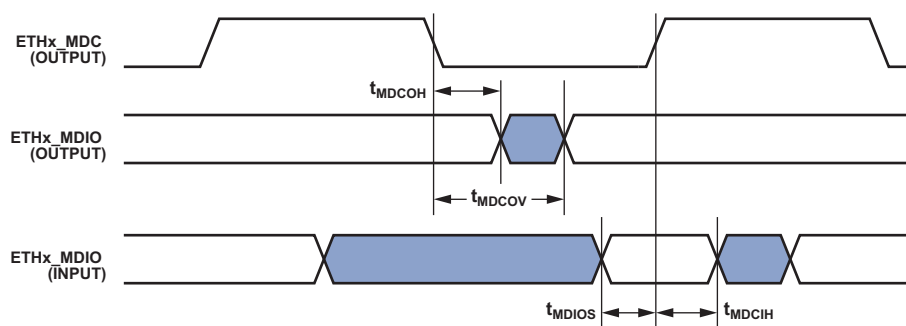 ETHx_MDC
(OUTPUT)
tMDCOH
ETHx_MDIO
(OUTPUT)
tMDCOV
ETHx_MDIO
(INPUT)
tMDIOS
tMDCIH